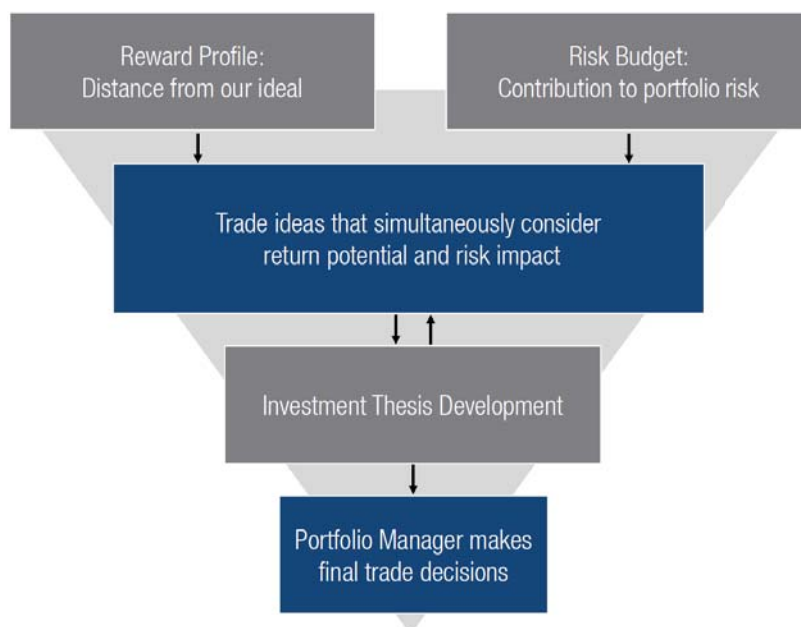 Reward Profile:
Distance from our ideal
Risk Budget:
Contribution to portfolio risk
Trade ideas that simultaneously consider
return potential and risk impact
Investment Thesis Development
Portfolio Manager makes
final trade decisions